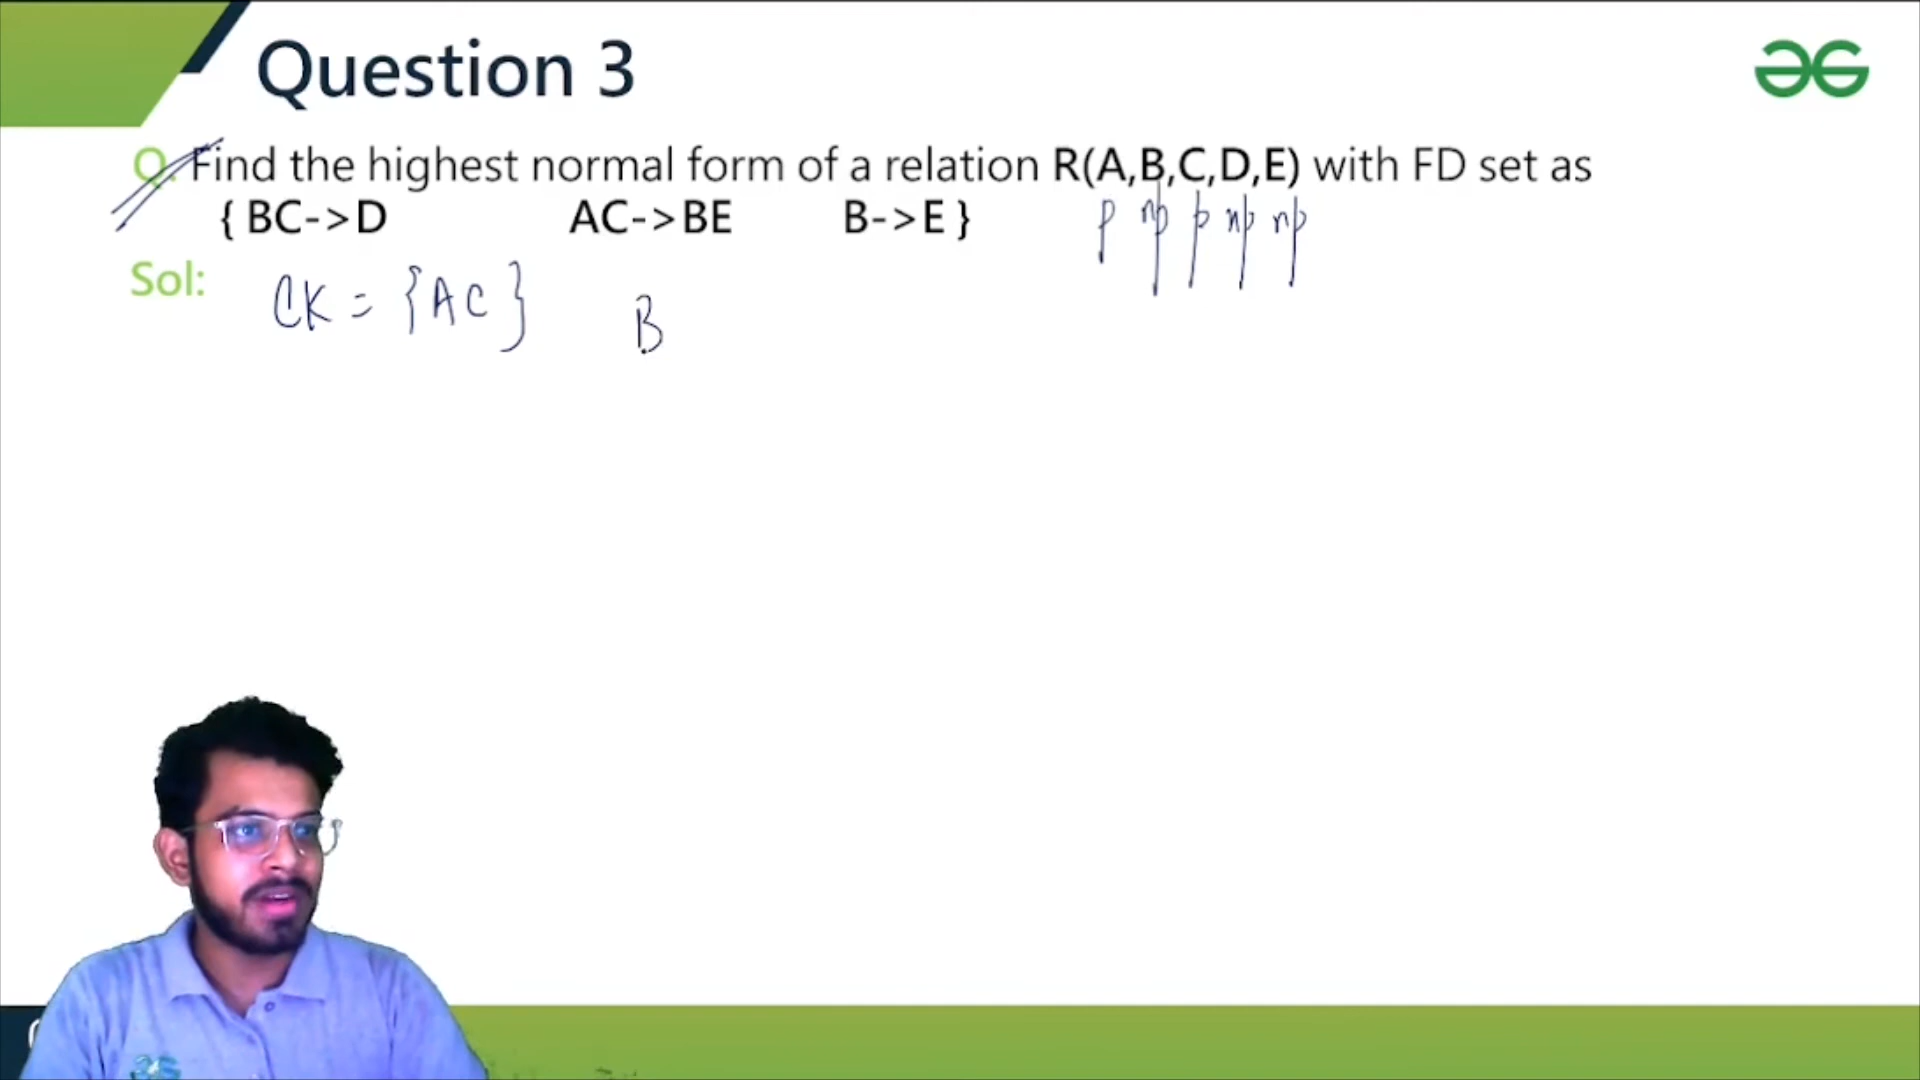 Question 3
Q. Find the highest normal form of a relation R(A,B,C,D,E) with FD set as
{ BC->D AC->BE B->E }
p np p np np
Sol:
CK = {AC} B